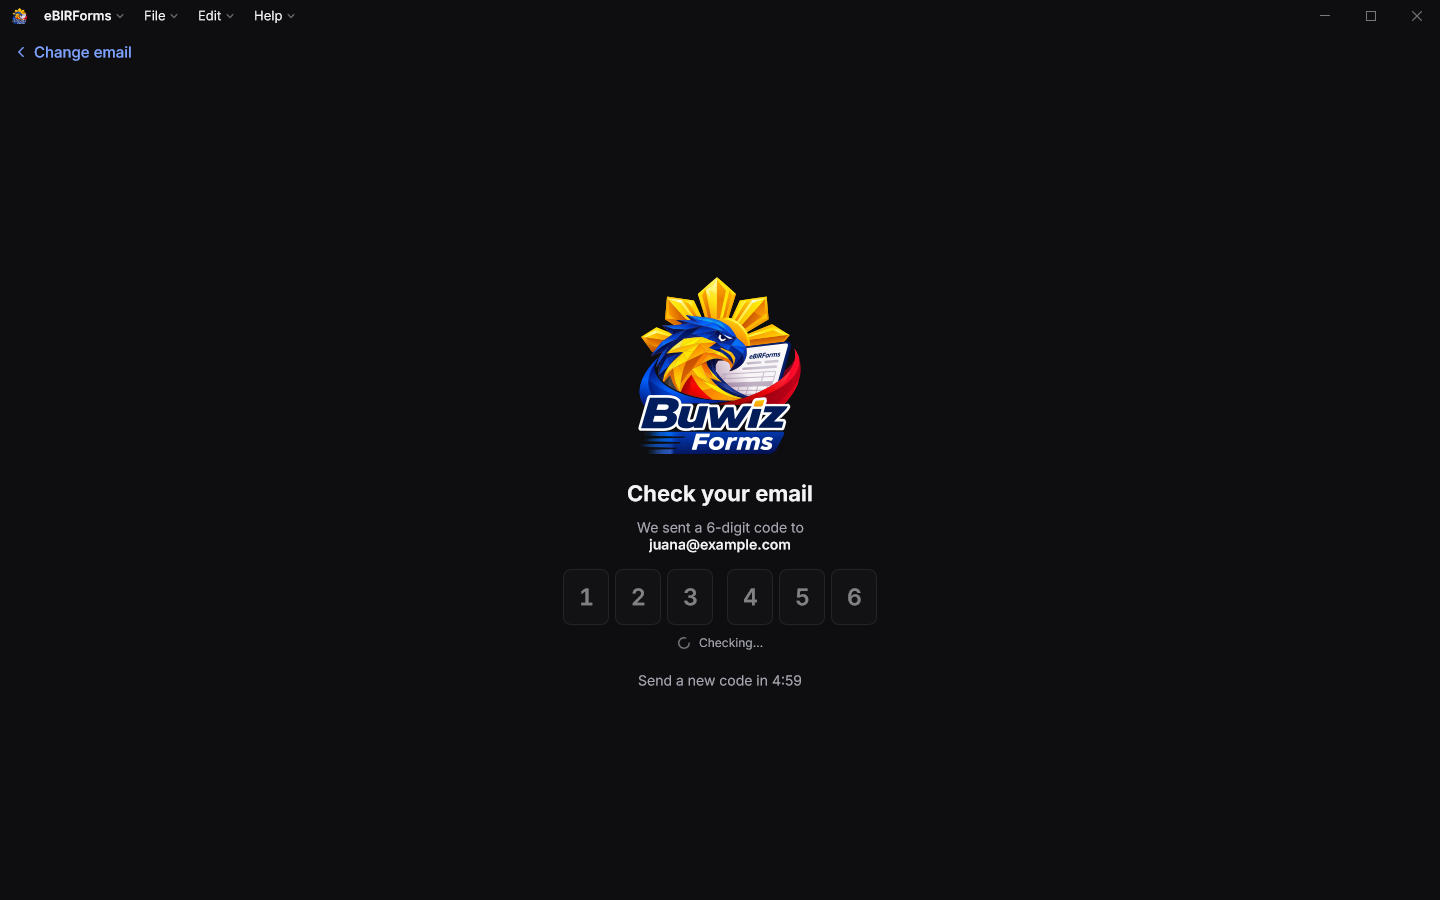 eBIRForms File Edit Help
Change email
eBIRForms
Buwiz
Forms
Check your email
We sent a 6-digit code to
juana@example.com
1 2 3 4 5 6
Checking...
Send a new code in 4:59